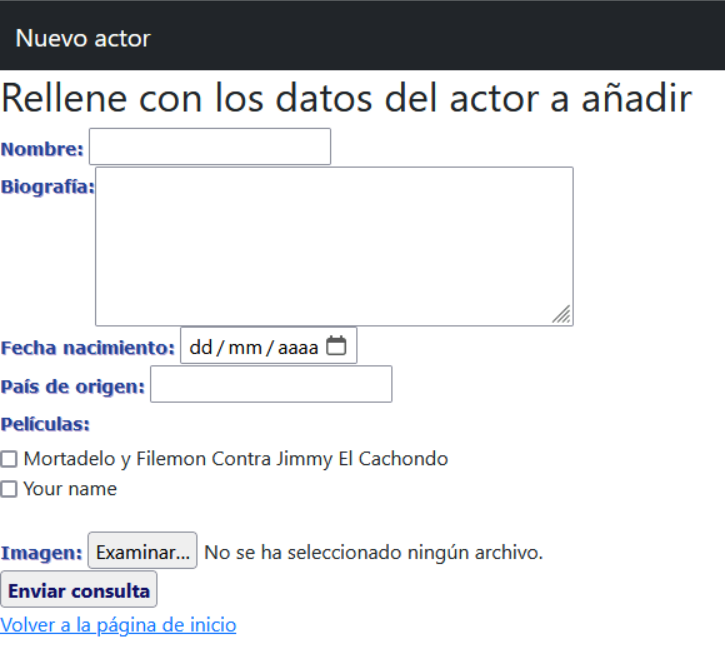 Nuevo actor
Rellene con los datos del actor a añadir
Nombre:
Biografía:
Fecha nacimiento: dd/mm/aaaa
País de origen:
Películas:
Mortadelo y Filemon Contra Jimmy El Cachondo
Your name
Imagen: Examinar... No se ha seleccionado ningún archivo.
Enviar consulta
Volver a la página de inicio